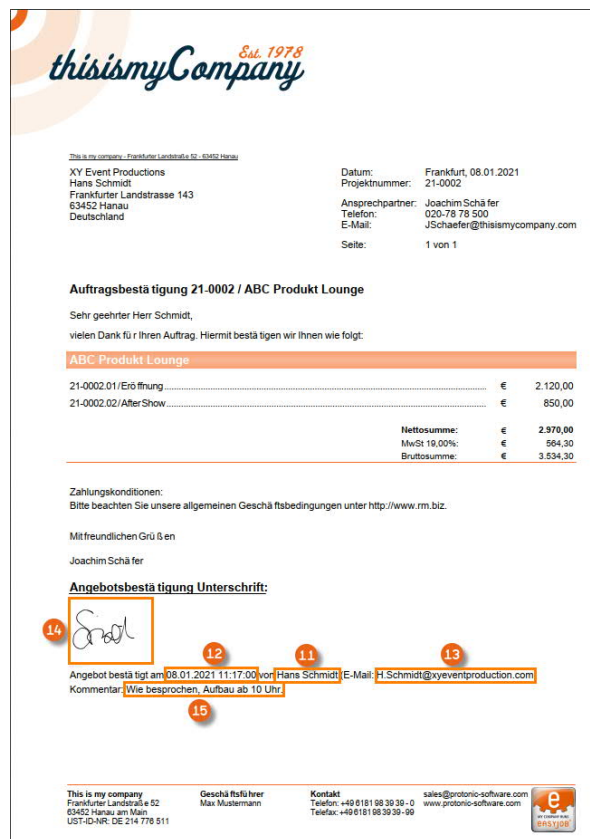 Est. 1978
thisismyCompany
This is my company - Frankfurter Landstraße 52 - 63452 Hanau
XY Event Productions
Hans Schmidt
Frankfurter Landstrasse 143
63452 Hanau
Deutschland
Datum: Frankfurt, 08.01.2021
Projektnummer: 21-0002
Ansprechpartner: Joachim Schä fer
Telefon: 020-78 78 500
E-Mail: JSchaefer@thisismycompany.com
Seite: 1 von 1
Auftragsbestä tigung 21-0002 / ABC Produkt Lounge
Sehr geehrter Herr Schmidt,
vielen Dank fü r Ihren Auftrag. Hiermit bestä tigen wir Ihnen wie folgt:
ABC Produkt Lounge
21-0002.01/Erö ffnung € 2.120,00
21-0002.02/AfterShow € 850,00
Nettosumme: € 2.970,00
MwSt 19,00%: € 564,30
Bruttosumme: € 3.534,30
Zahlungskonditionen:
Bitte beachten Sie unsere allgemeinen Geschä ftsbedingungen unter http://www.rm.biz.
Mit freundlichen Grü ß en
Joachim Schä fer
Angebotsbestä tigung Unterschrift:
14
12 11 13
Angebot bestä tigt am 08.01.2021 11:17:00 von Hans Schmidt (E-Mail: H.Schmidt@xyeventproduction.com
Kommentar: Wie besprochen, Aufbau ab 10 Uhr.
15
This is my company
Frankfurter Landstraß e 52
63452 Hanau am Main
UST-ID-NR: DE 214 776 511
Geschä ftsfü hrer
Max Mustermann
Kontakt
Telefon: +49 6181 98 39 39 - 0
Telefax: +49 6181 98 39 39 - 99
sales@protonic-software.com
www.protonic-software.com
e
MY COMPANY RUNS
EASYJOB